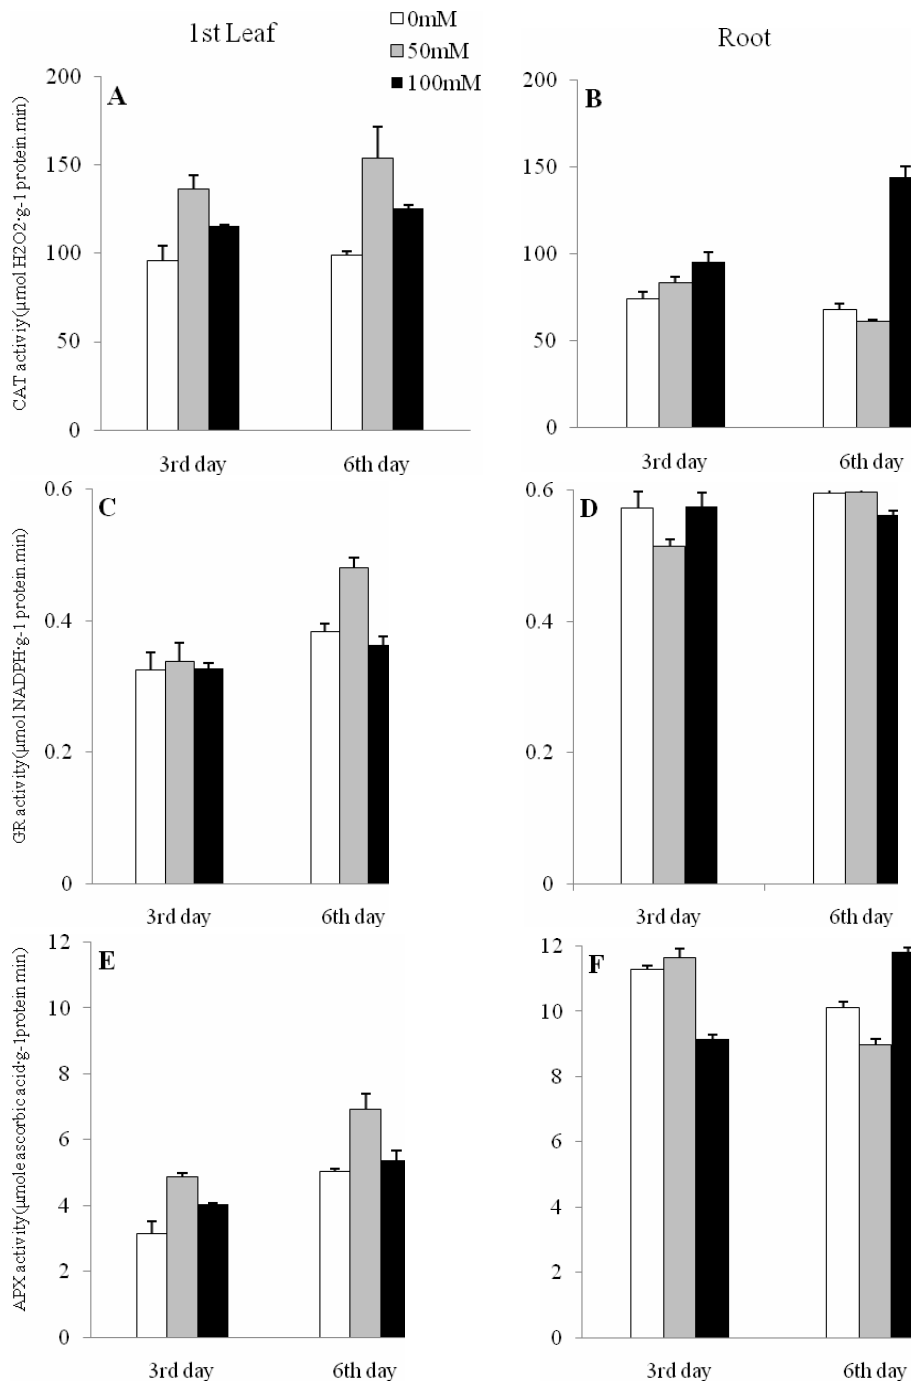 1st Leaf
0mM
50mM
100mM
Root
CAT activiy (µmol H2O2·g-1 protein.min)
A
200
150
100
50
0
3rd day
6th day
B
200
150
100
50
0
3rd day
6th day
GR activity (µmol NADPH·g-1 protein.min)
C
0.6
0.4
0.2
0
3rd day
6th day
D
0.6
0.4
0.2
0
3rd day
6th day
APX activity (µmole ascorbic acid·g-1protein min)
E
12
10
8
6
4
2
0
3rd day
6th day
F
12
10
8
6
4
2
0
3rd day
6th day